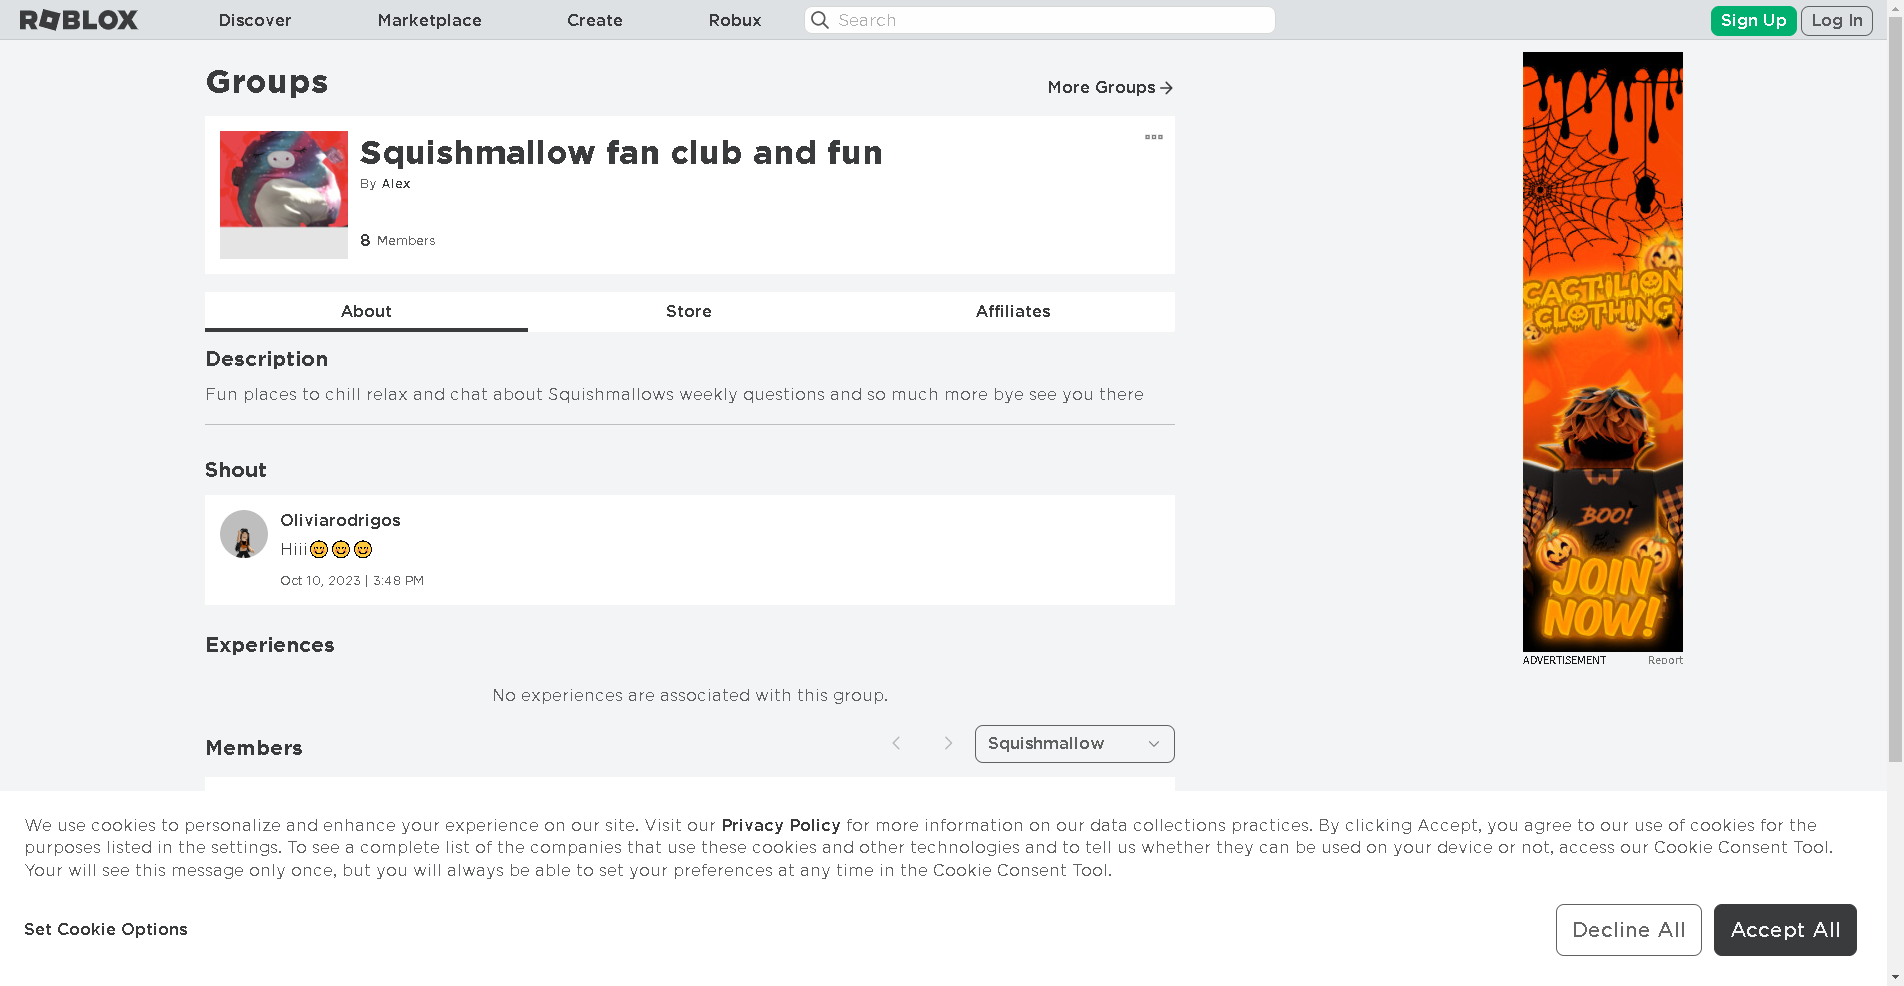 ROBLOX
Discover
Marketplace
Create
Robux
Search
Sign Up
Log In
Groups
More Groups
Squishmallow fan club and fun
By Alex
8 Members
About
Store
Affiliates
Description
Fun places to chill relax and chat about Squishmallows weekly questions and so much more bye see you there
Shout
Oliviarodrigos
Hiii😊😊😊
Oct 10, 2023 | 3:48 PM
Experiences
No experiences are associated with this group.
Members
Squishmallow
CACTILION
CLOTHING
BOO!
JOIN
NOW!
ADVERTISEMENT
Report
We use cookies to personalize and enhance your experience on our site. Visit our Privacy Policy for more information on our data collections practices. By clicking Accept, you agree to our use of cookies for the
purposes listed in the settings. To see a complete list of the companies that use these cookies and other technologies and to tell us whether they can be used on your device or not, access our Cookie Consent Tool.
Your will see this message only once, but you will always be able to set your preferences at any time in the Cookie Consent Tool.
Set Cookie Options
Decline All
Accept All